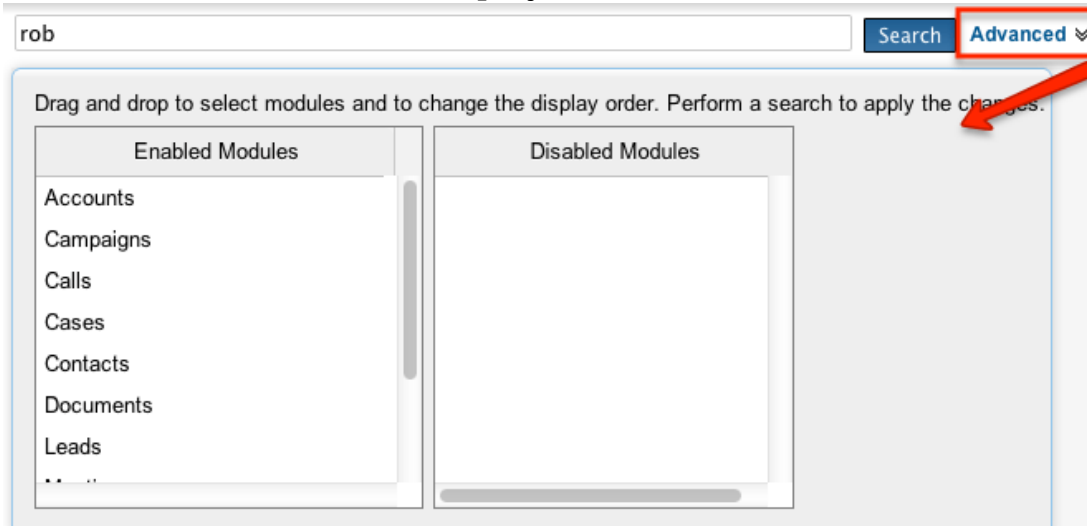 rob
Search
Advanced
Drag and drop to select modules and to change the display order. Perform a search to apply the changes.
Enabled Modules
Disabled Modules
Accounts
Campaigns
Calls
Cases
Contacts
Documents
Leads